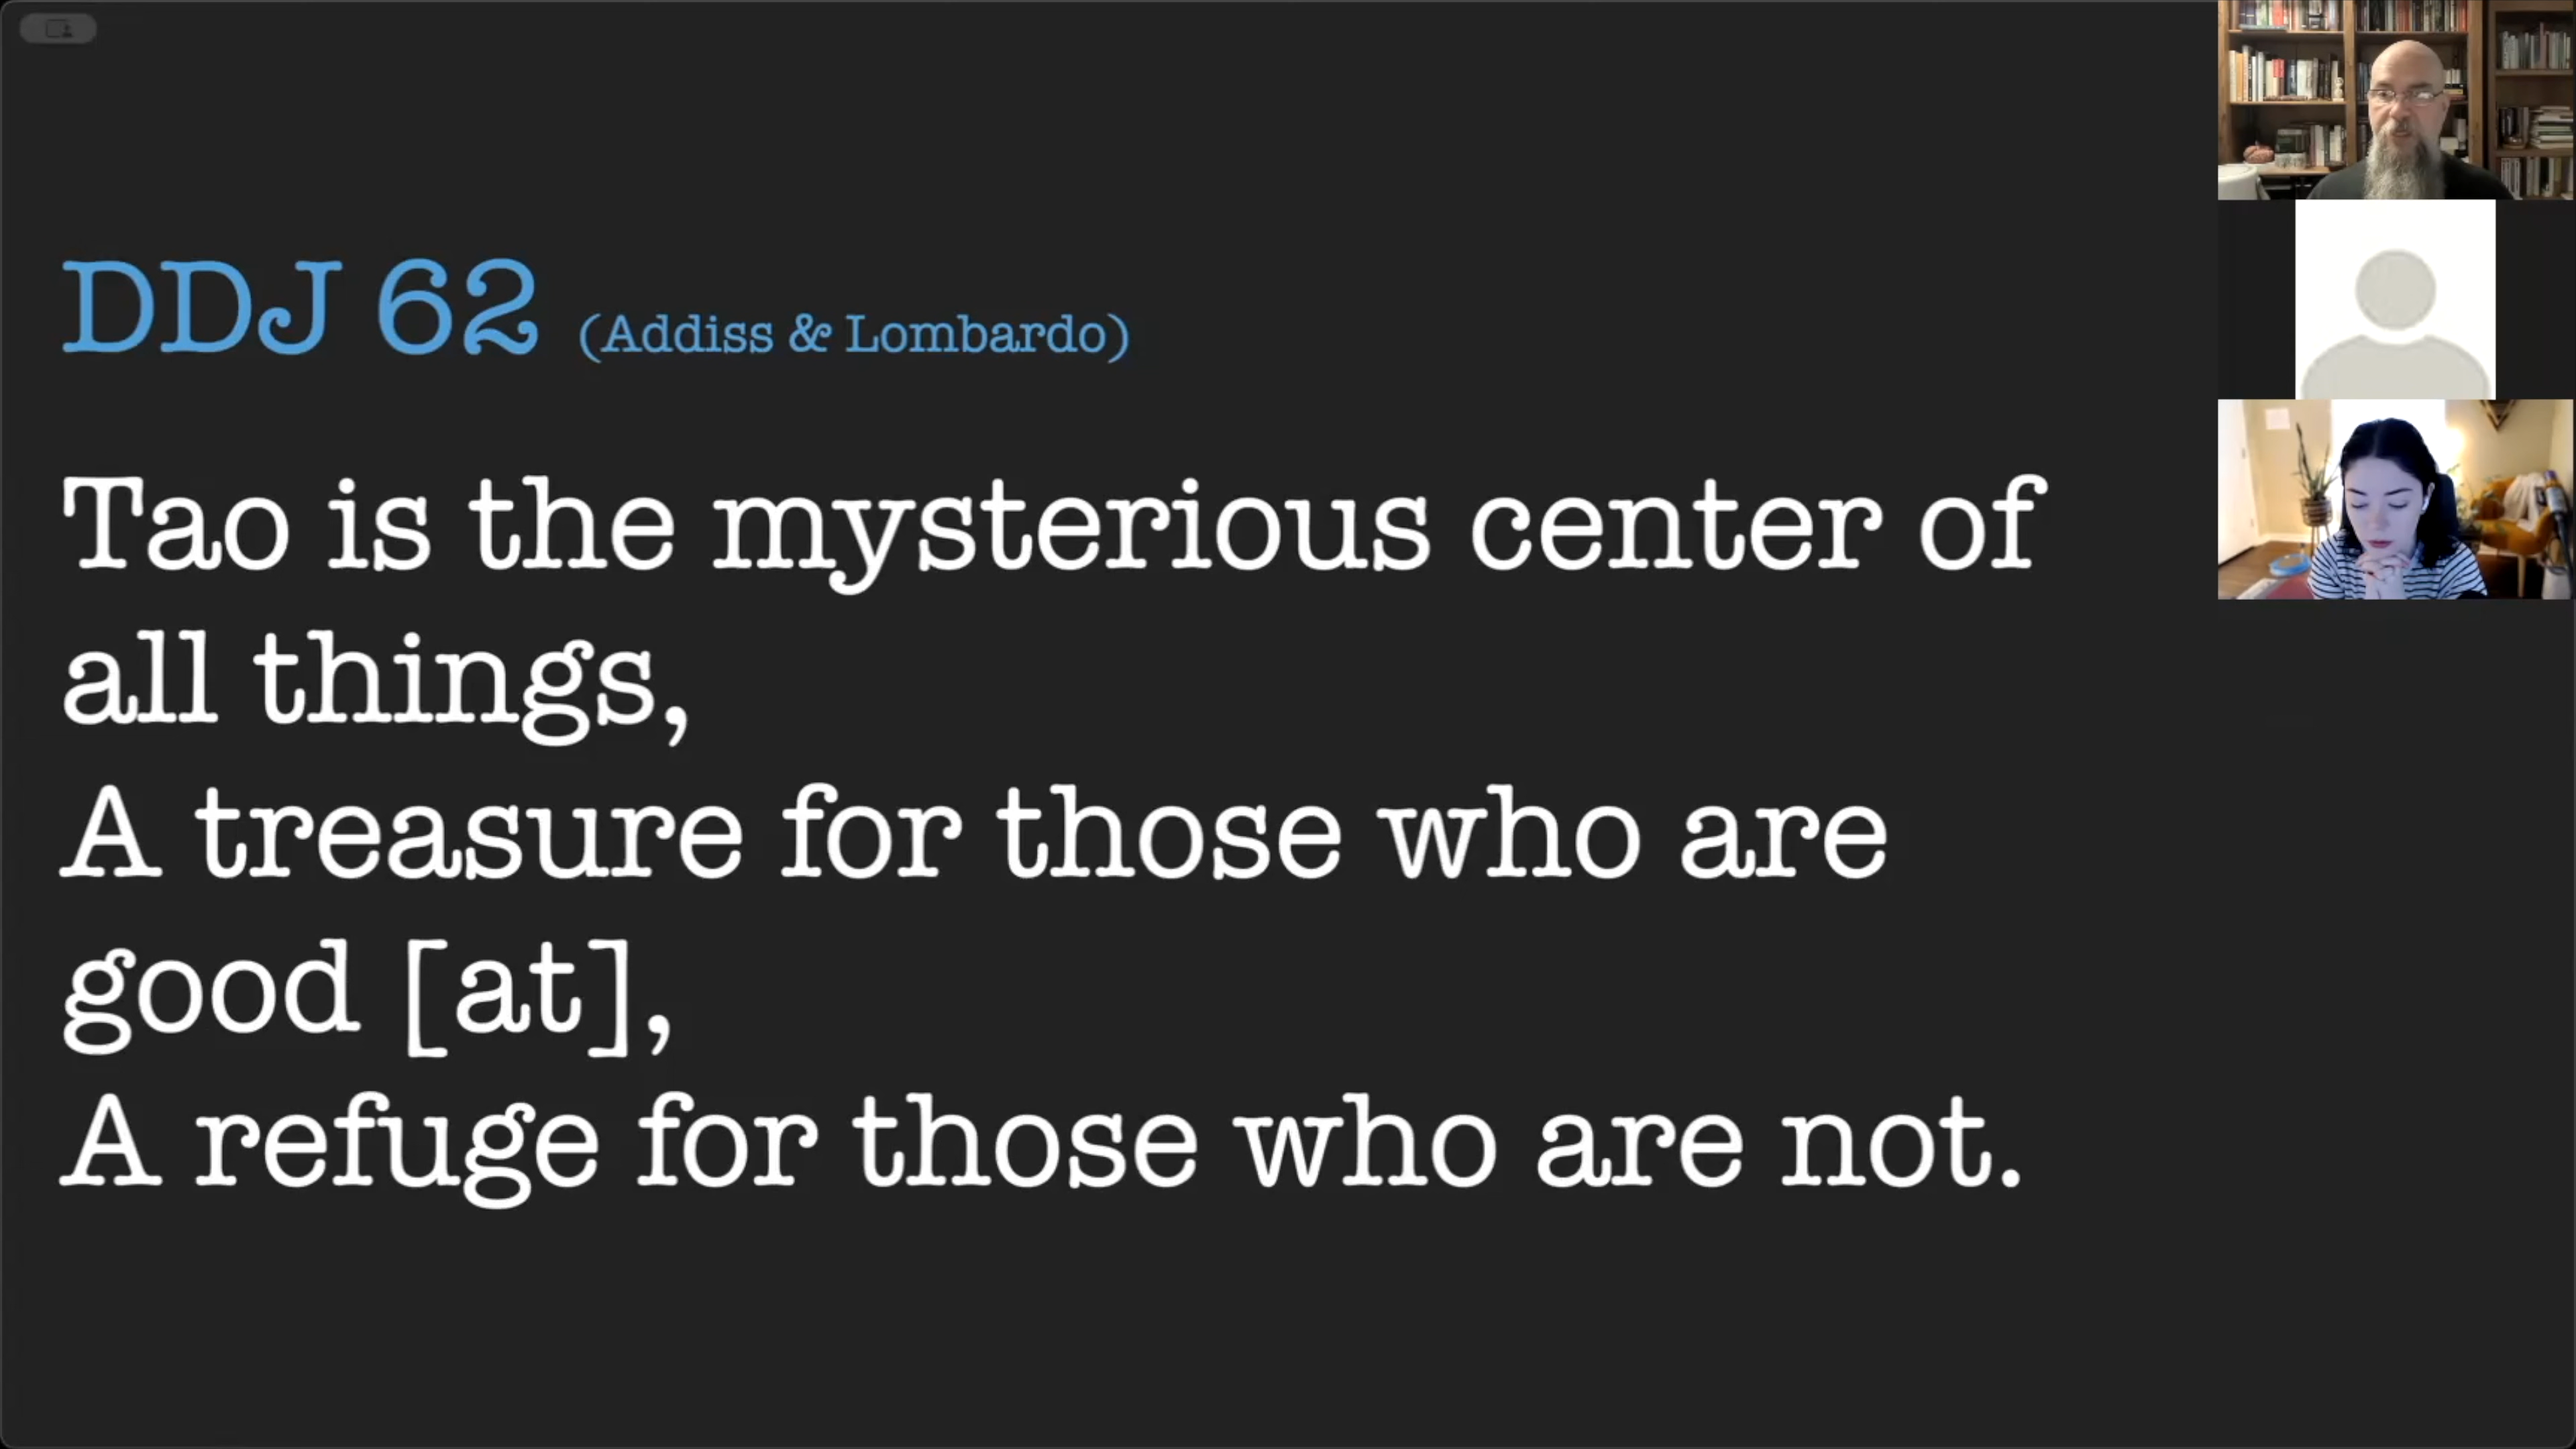 DDJ 62 (Addiss & Lombardo)
Tao is the mysterious center of
all things,
A treasure for those who are
good [at],
A refuge for those who are not.